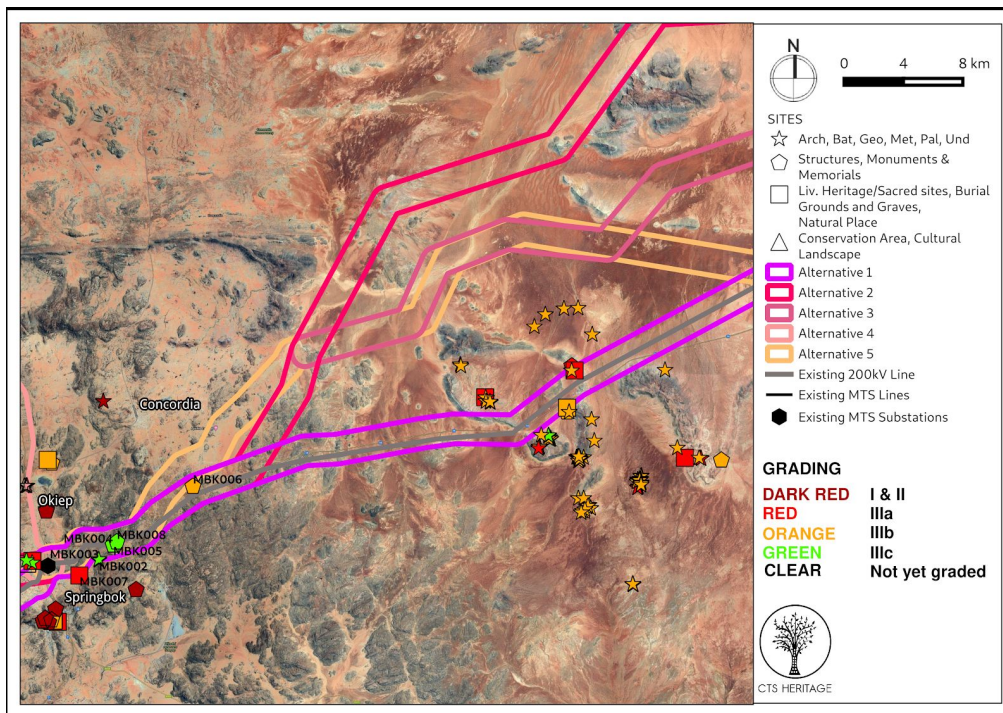 N
0 4 8 km
SITES
Arch, Bat, Geo, Met, Pal, Und
Structures, Monuments &
Memorials
Liv. Heritage/Sacred sites, Burial
Grounds and Graves,
Natural Place
Conservation Area, Cultural
Landscape
Alternative 1
Alternative 2
Alternative 3
Alternative 4
Alternative 5
Existing 200kV Line
Existing MTS Lines
Existing MTS Substations
GRADING
DARK RED I & II
RED IIIa
ORANGE IIIb
GREEN IIIc
CLEAR Not yet graded
CTS HERITAGE
Concordia
MBK006
Okiep
MBK004
MBK008
MBK003
MBK005
MBK002
MBK007
Springbok